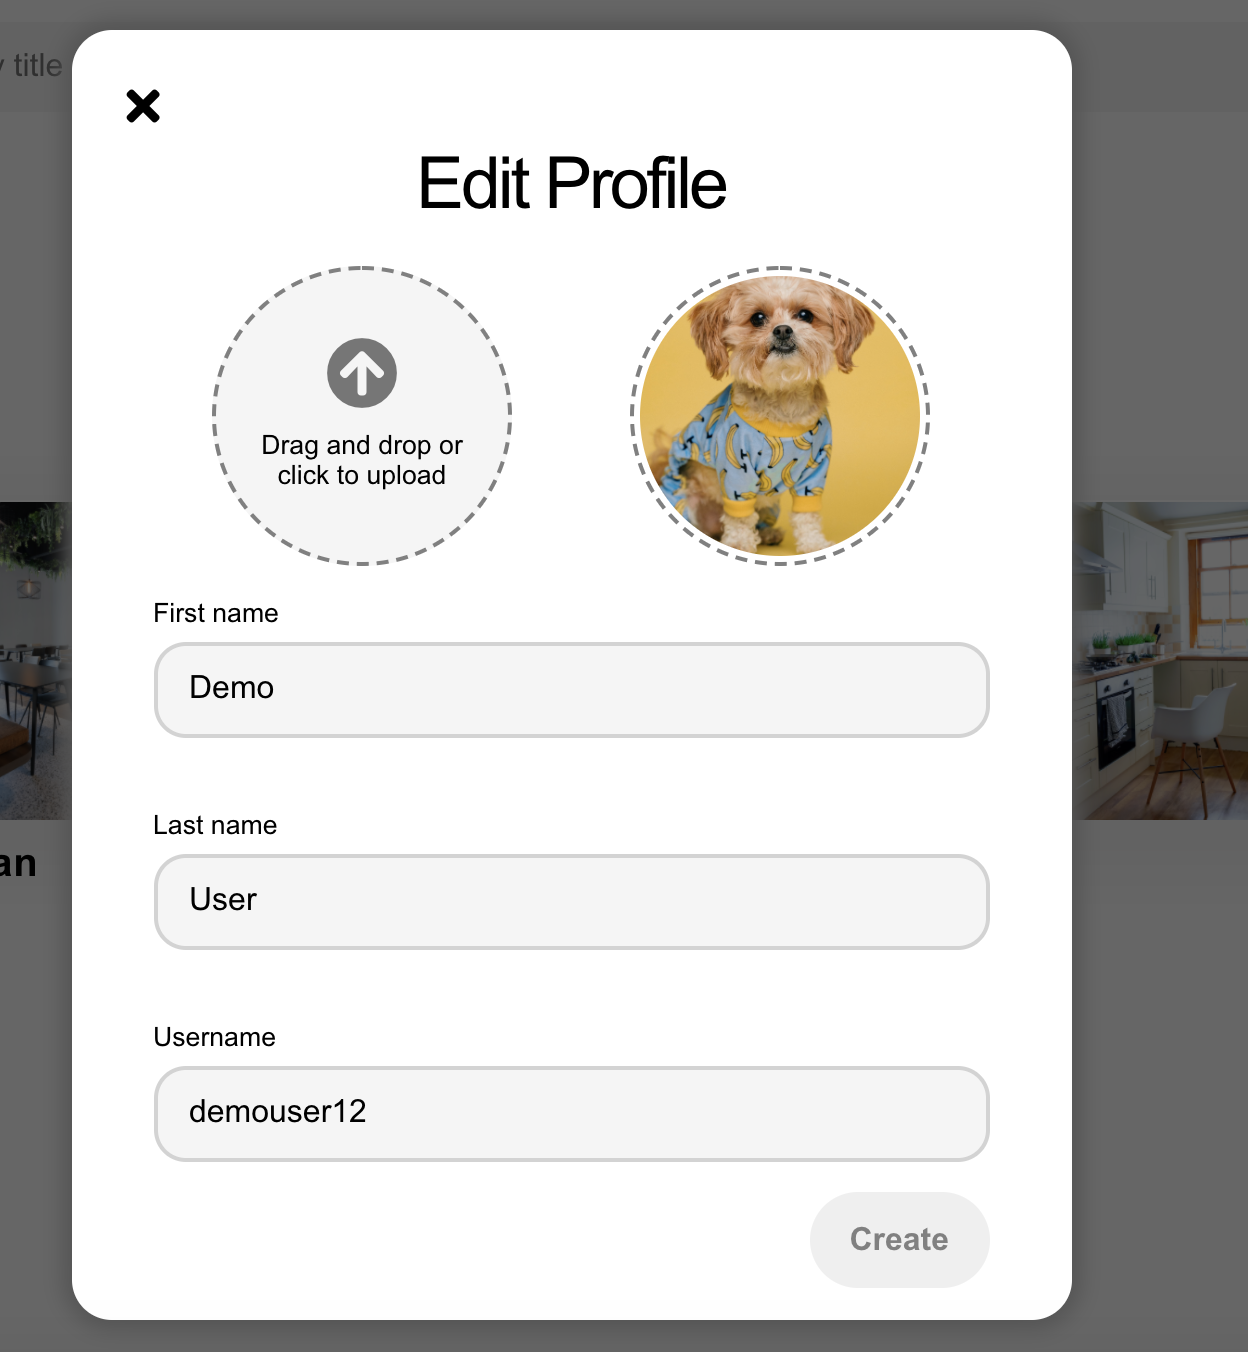 title
Edit Profile
Drag and drop or
click to upload
First name
Demo
Last name
User
an
Username
demouser12
Create